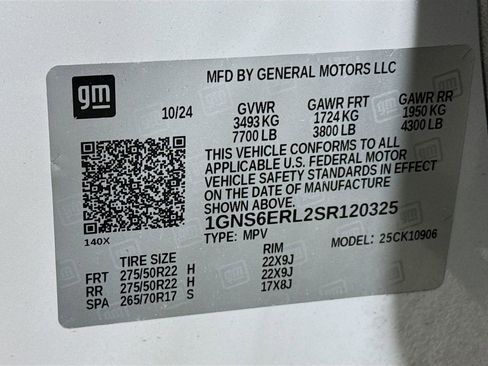 gm
MFD BY GENERAL MOTORS LLC
10/24 GVWR GAWR FRT GAWR RR
3493 KG 1724 KG 1950 KG
7700 LB 3800 LB 4300 LB
THIS VEHICLE CONFORMS TO ALL
APPLICABLE U.S. FEDERAL MOTOR
VEHICLE SAFETY STANDARDS IN EFFECT
ON THE DATE OF MANUFACTURE
SHOWN ABOVE.
1GNS6ERL2SR120325
140X TYPE: MPV MODEL: 25CK10906
TIRE SIZE RIM
FRT 275/50R22 H 22X9J
RR 275/50R22 H 22X9J
SPA 265/70R17 S 17X8J